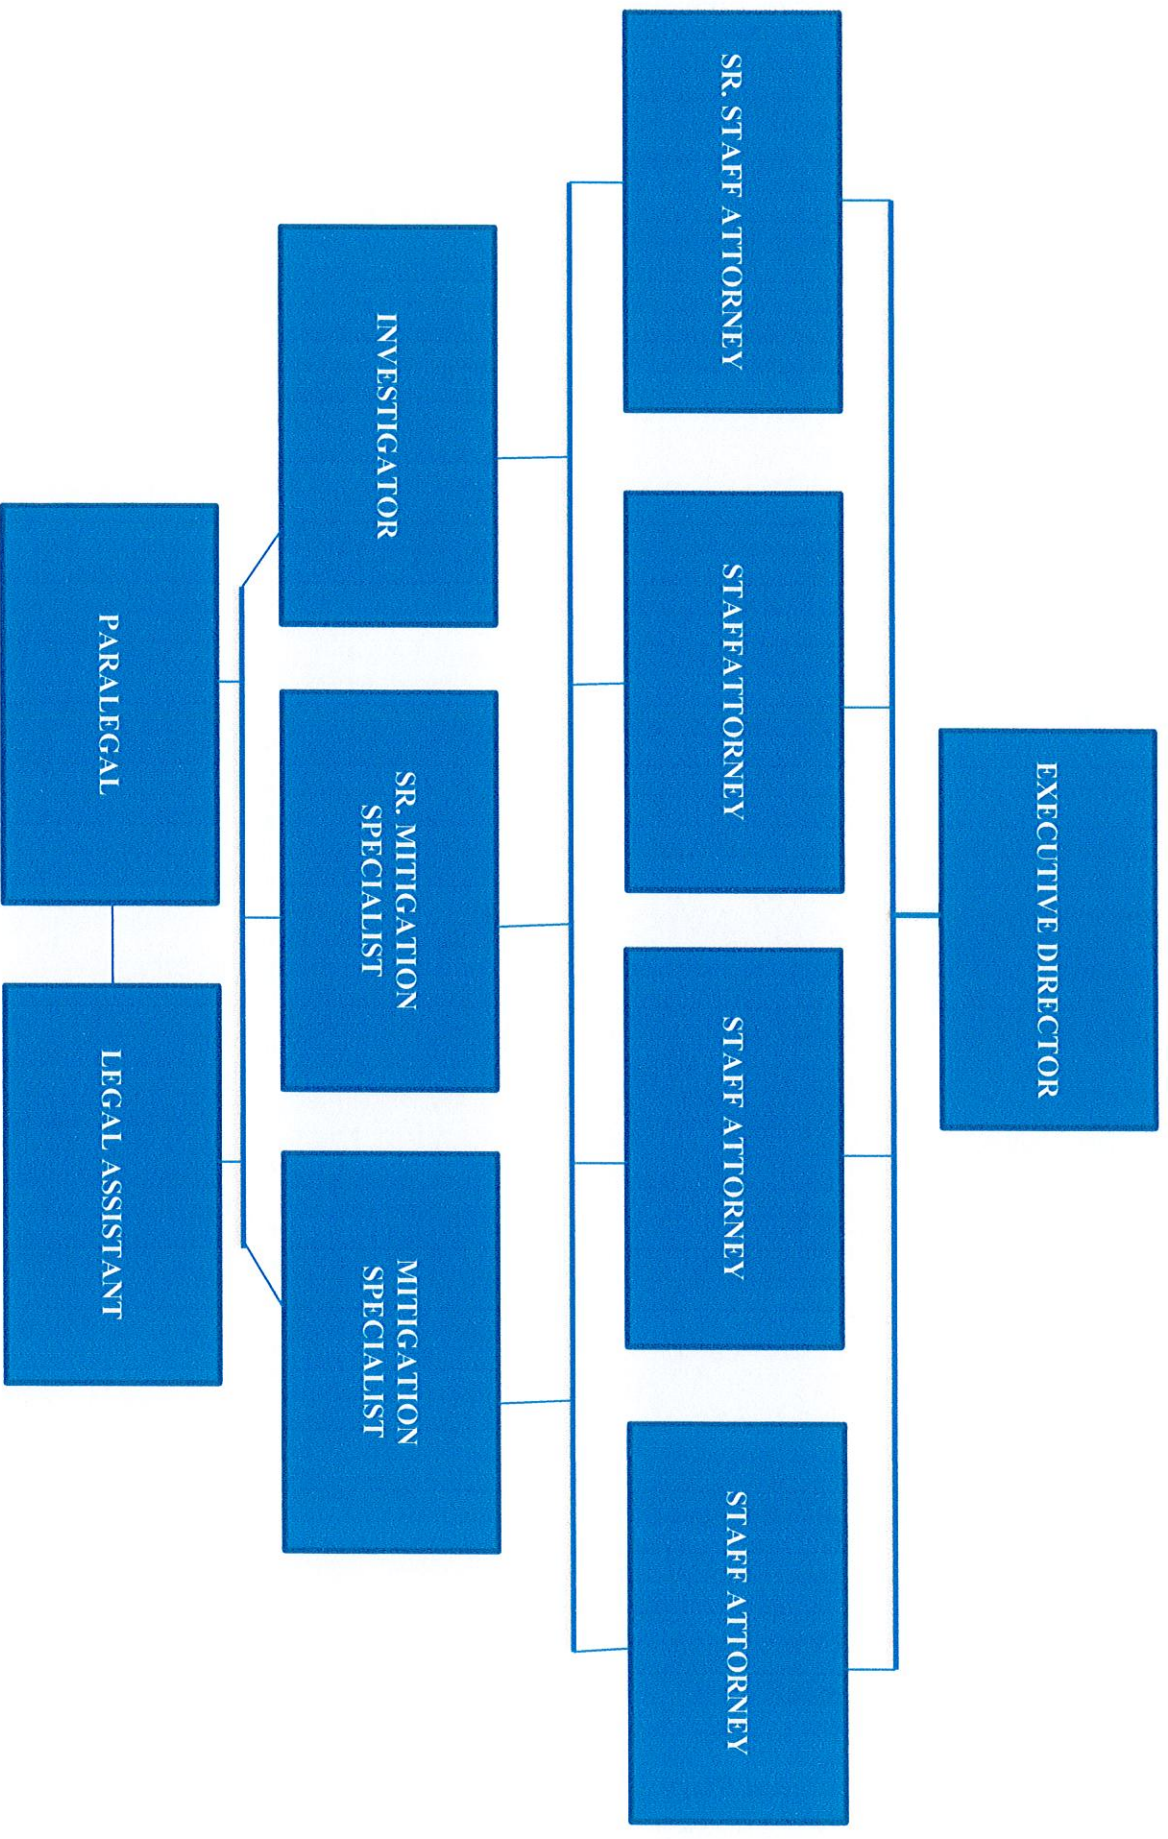 EXECUTIVE DIRECTOR
SR. STAFF ATTORNEY
STAFFATTORNEY
STAFF ATTORNEY
STAFF ATTORNEY
INVESTIGATOR
SR. MITIGATION
SPECIALIST
MITIGATION
SPECIALIST
PARALEGAL
LEGAL ASSISTANT